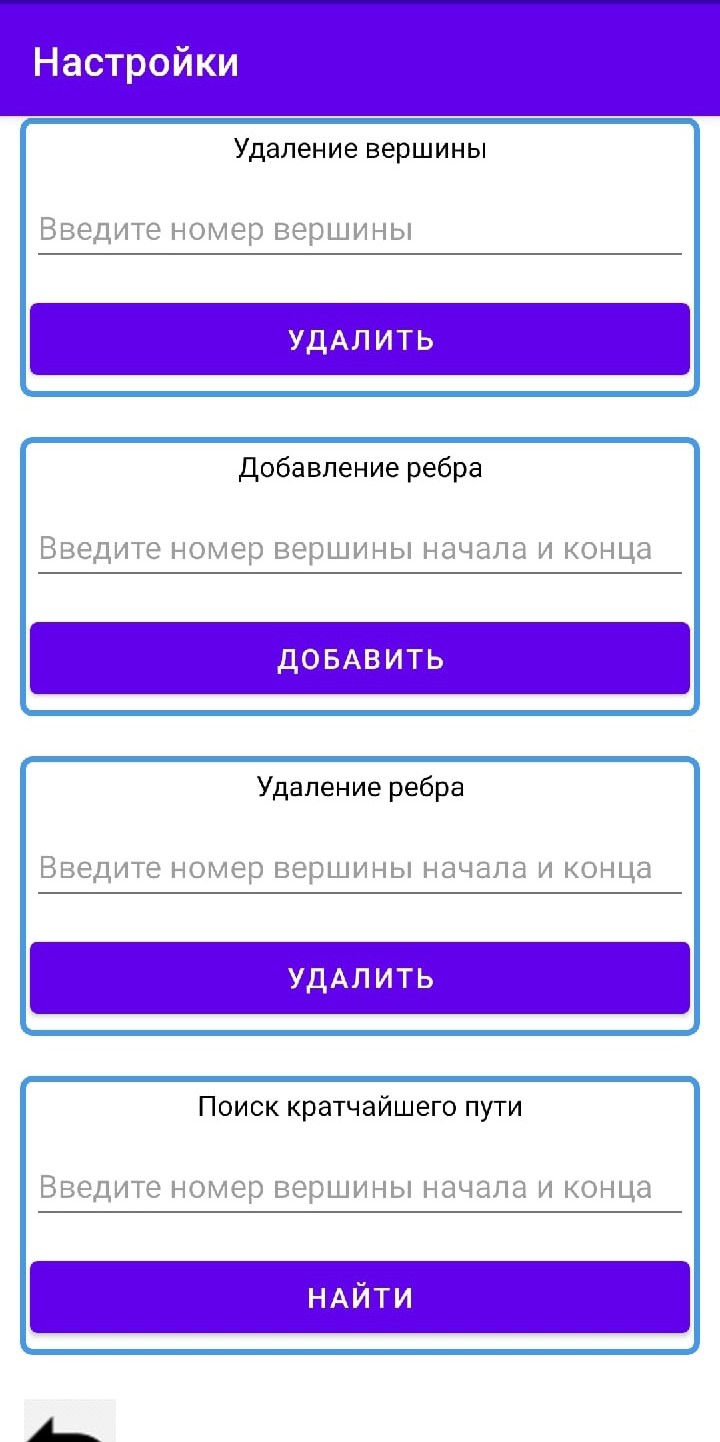 Настройки
Удаление вершины
Введите номер вершины
УДАЛИТЬ
Добавление ребра
Введите номер вершины начала и конца
ДОБАВИТЬ
Удаление ребра
Введите номер вершины начала и конца
УДАЛИТЬ
Поиск кратчайшего пути
Введите номер вершины начала и конца
НАЙТИ